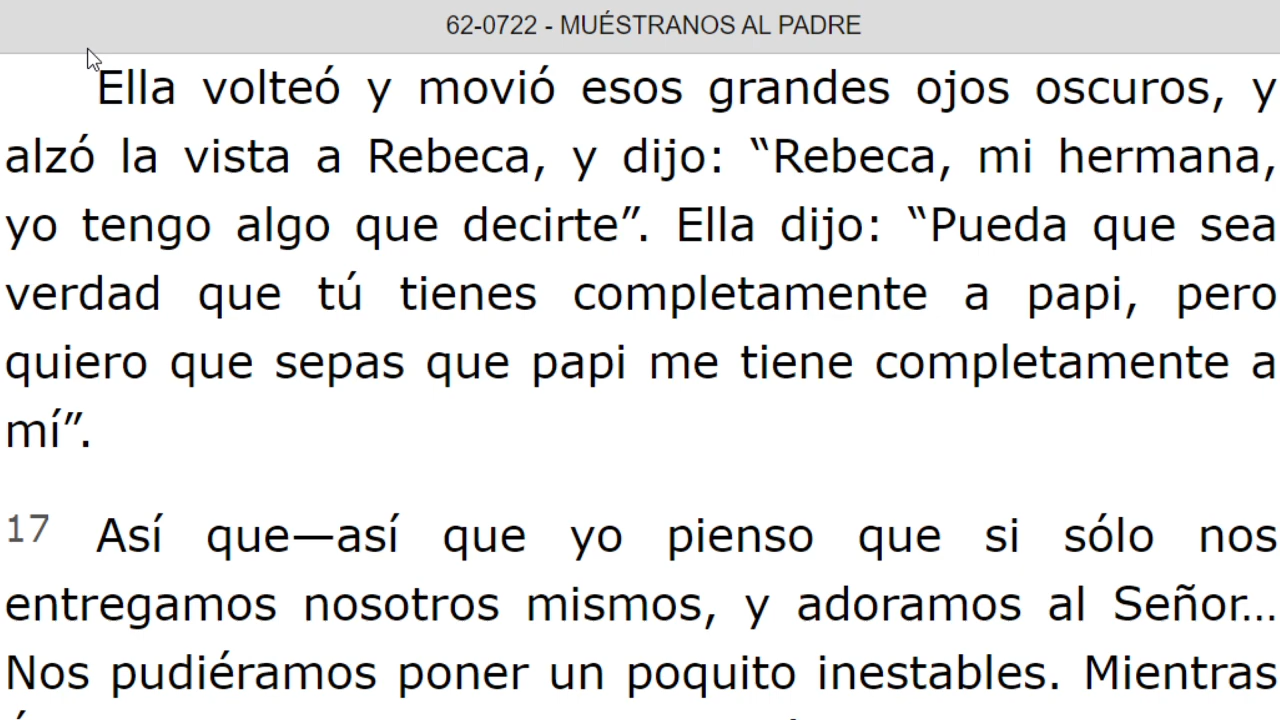 62-0722 - MUÉSTRANOS AL PADRE
Ella volteó y movió esos grandes ojos oscuros, y
alzó la vista a Rebeca, y dijo: “Rebeca, mi hermana,
yo tengo algo que decirte”. Ella dijo: “Pueda que sea
verdad que tú tienes completamente a papi, pero
quiero que sepas que papi me tiene completamente a
mí”.
17 Así que—así que yo pienso que si sólo nos
entregamos nosotros mismos, y adoramos al Señor...
Nos pudiéramos poner un poquito inestables. Mientras